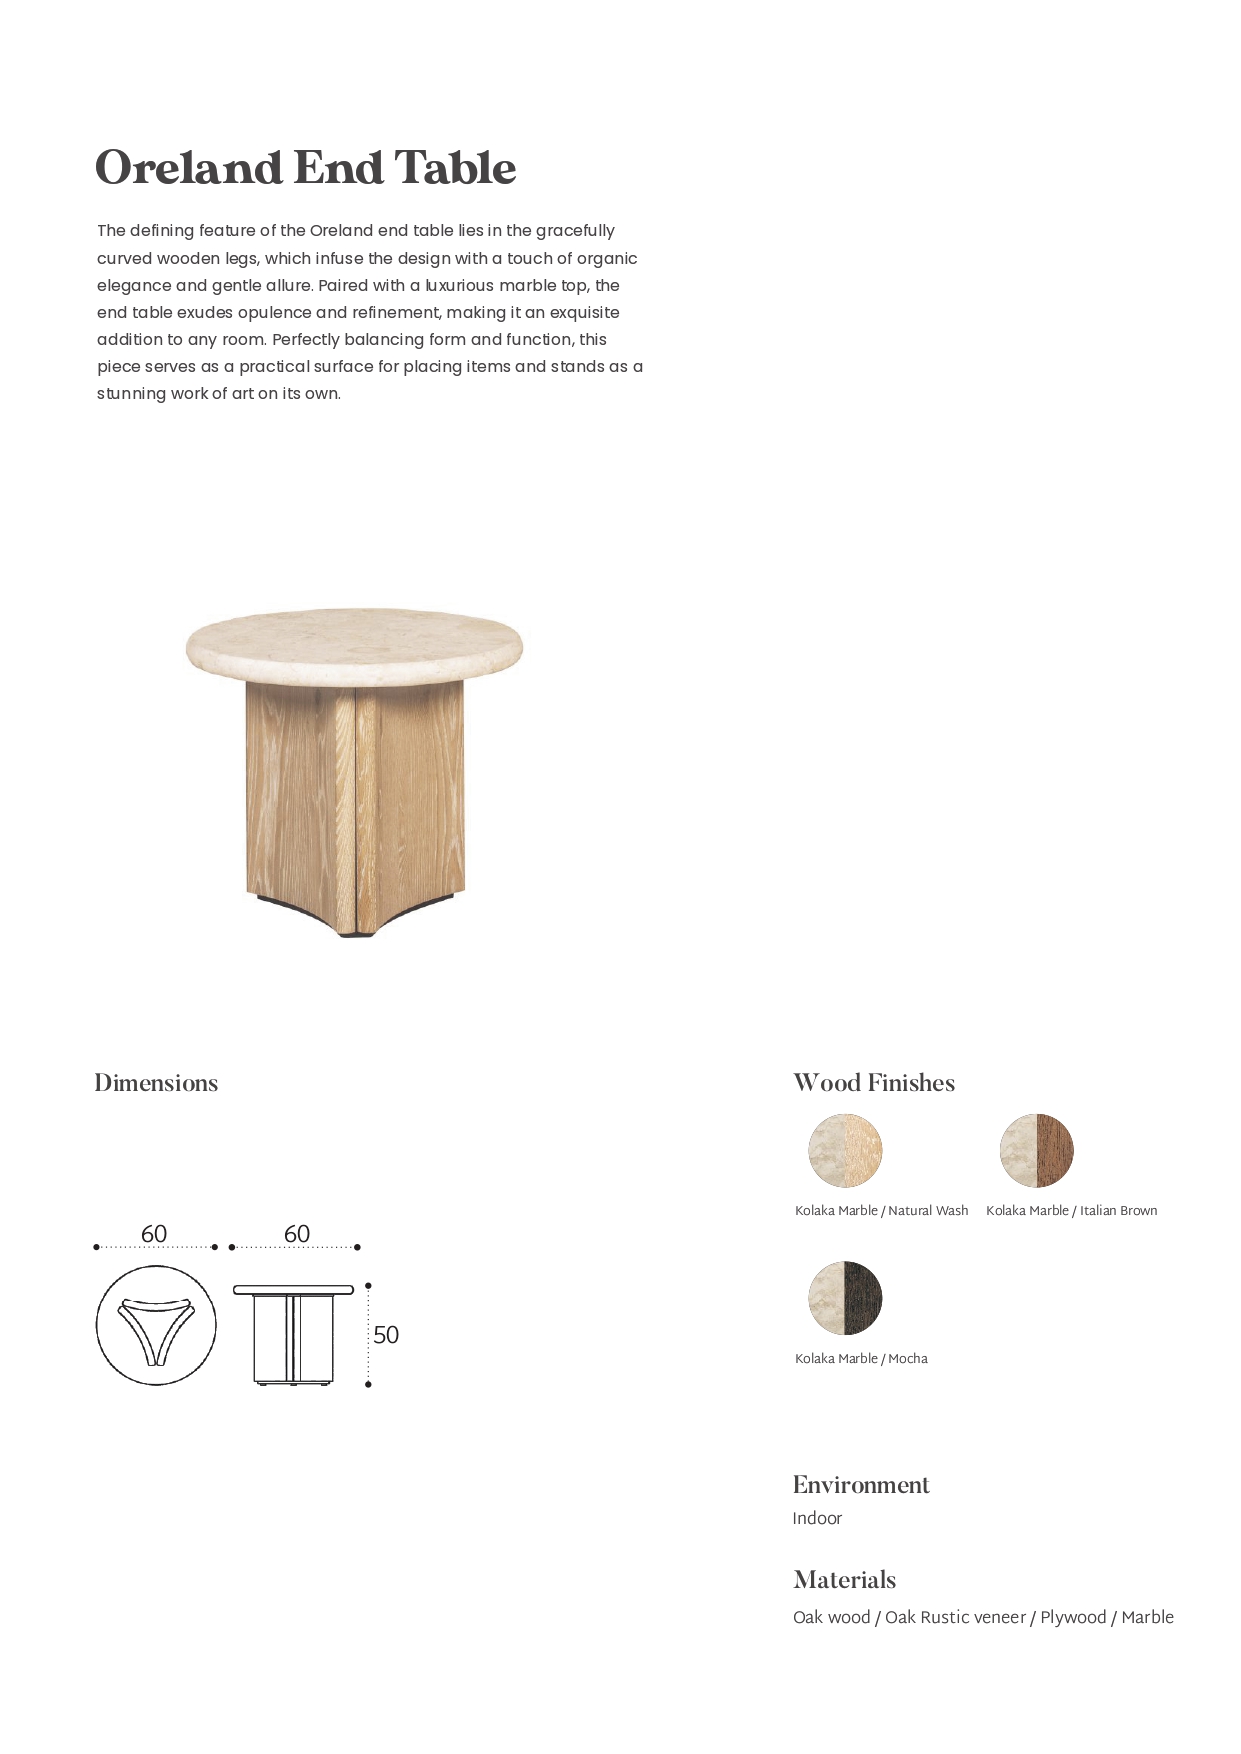 Oreland End Table
The defining feature of the Oreland end table lies in the gracefully
curved wooden legs, which infuse the design with a touch of organic
elegance and gentle allure. Paired with a luxurious marble top, the
end table exudes opulence and refinement, making it an exquisite
addition to any room. Perfectly balancing form and function, this
piece serves as a practical surface for placing items and stands as a
stunning work of art on its own.
Dimensions
60
60
50
Wood Finishes
Kolaka Marble / Natural Wash
Kolaka Marble / Italian Brown
Kolaka Marble / Mocha
Environment
Indoor
Materials
Oak wood / Oak Rustic veneer / Plywood / Marble